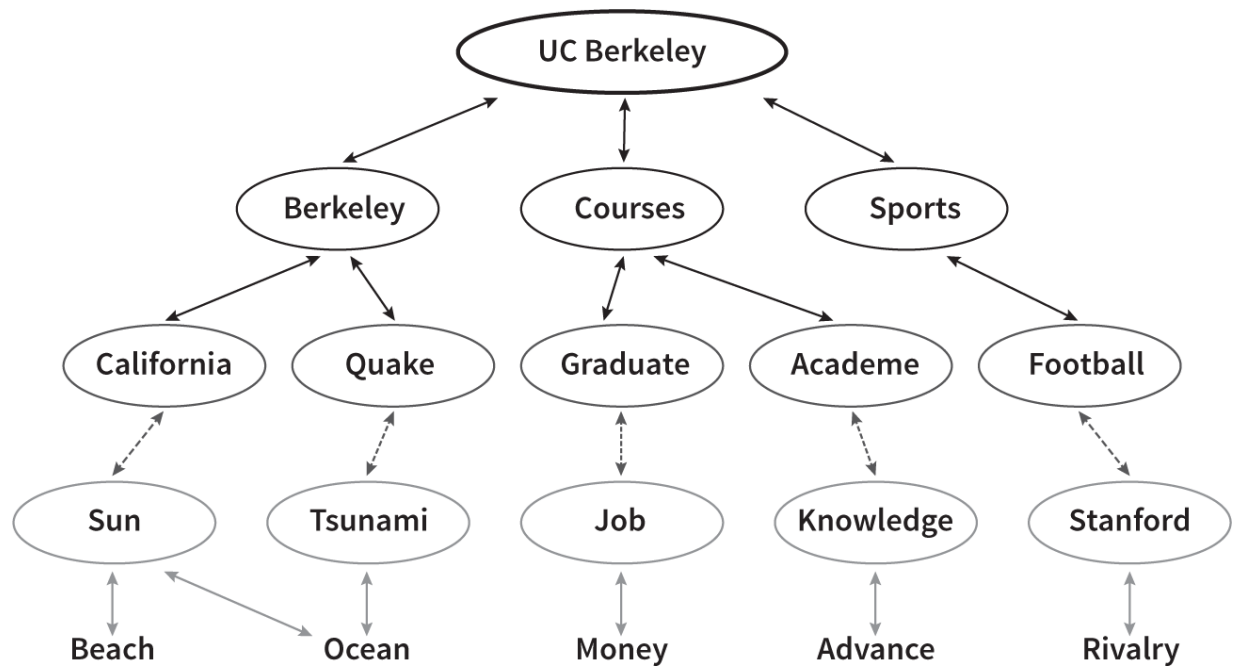 UC Berkeley
Berkeley
Courses
Sports
California
Quake
Graduate
Academe
Football
Sun
Tsunami
Job
Knowledge
Stanford
Beach
Ocean
Money
Advance
Rivalry